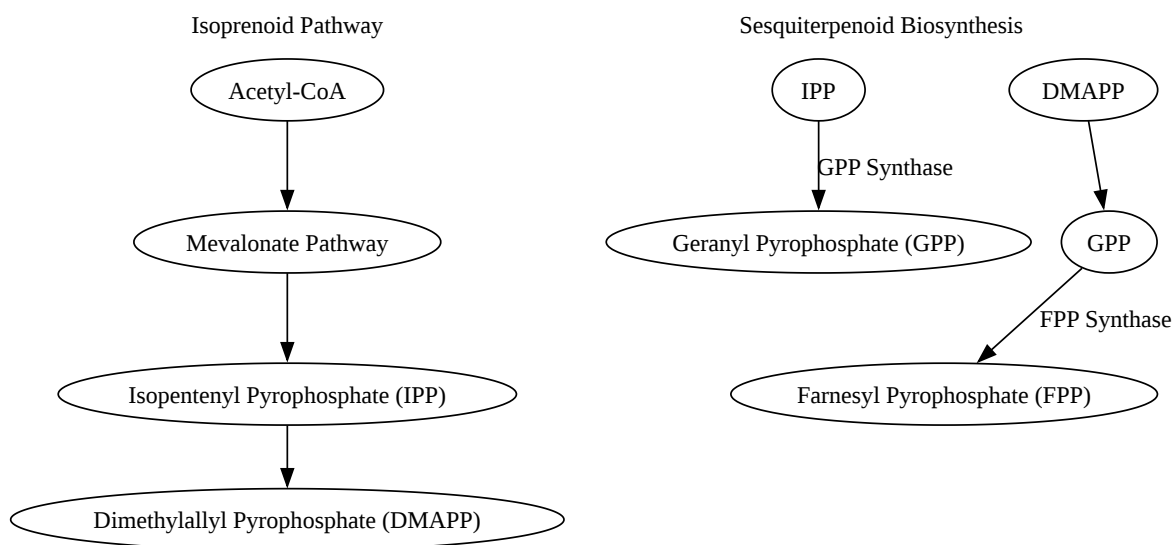 Isoprenoid Pathway
Acetyl-CoA
Mevalonate Pathway
Isopentenyl Pyrophosphate (IPP)
Dimethylallyl Pyrophosphate (DMAPP)
Sesquiterpenoid Biosynthesis
IPP
DMAPP
GPP Synthase
Geranyl Pyrophosphate (GPP)
GPP
FPP Synthase
Farnesyl Pyrophosphate (FPP)